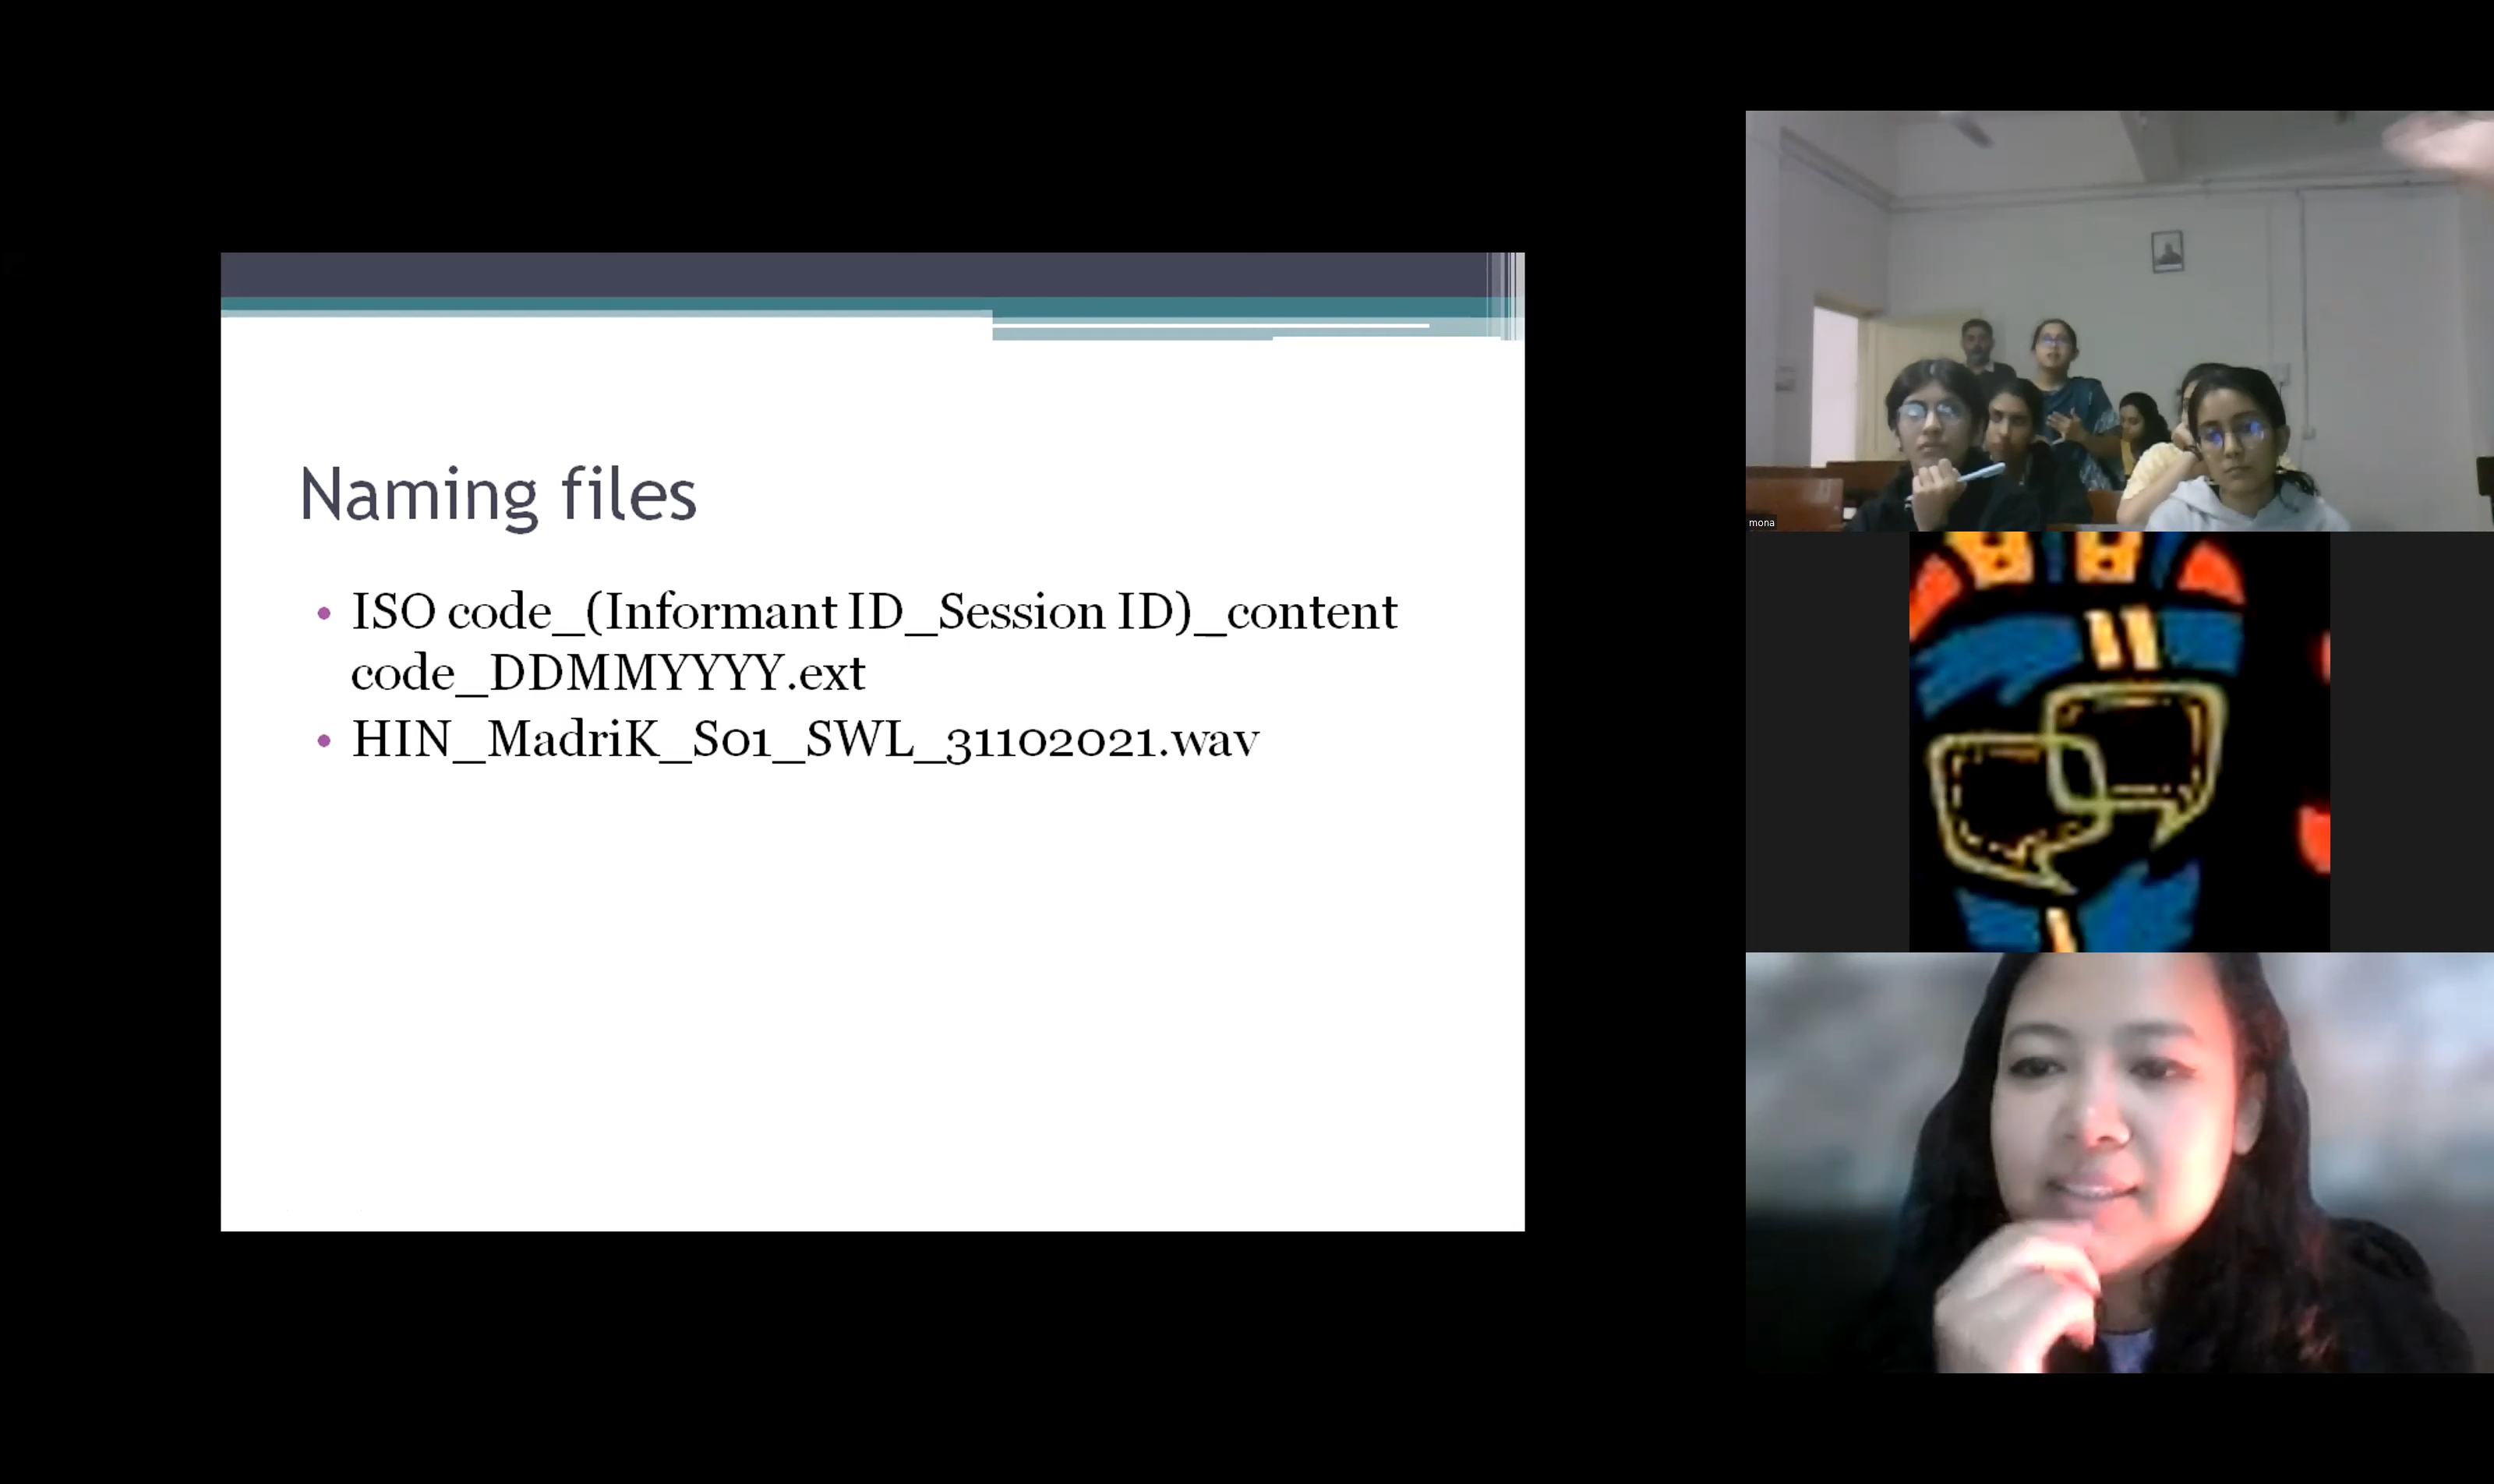 Naming files
• ISO code_(Informant ID_Session ID)_content
code_DDMMYYYY.ext
• HIN_MadriK_S01_SWL_31102021.wav
mona